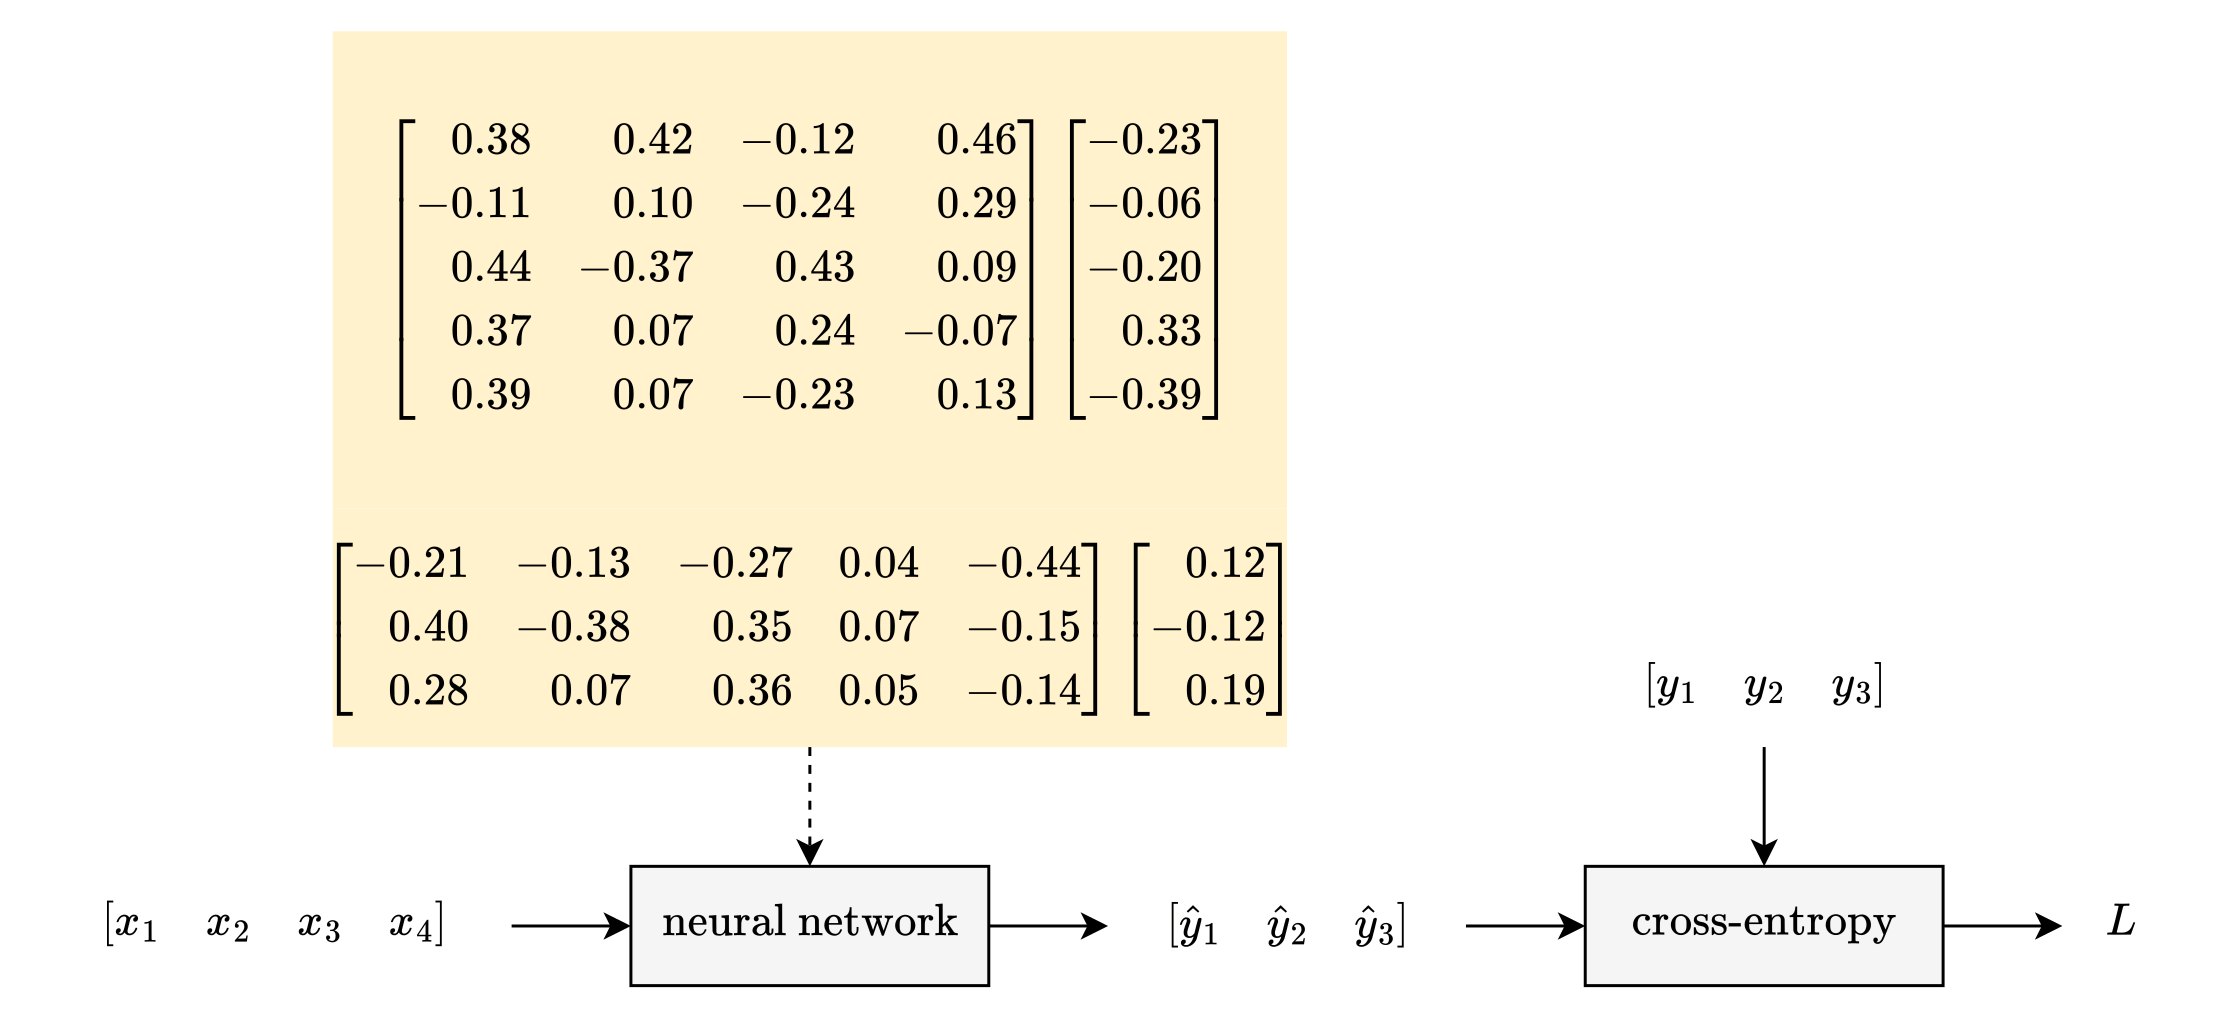 0.38 0.42 −0.12 0.46 −0.23
−0.11 0.10 −0.24 0.29 −0.06
0.44 −0.37 0.43 0.09 −0.20
0.37 0.07 0.24 −0.07 0.33
0.39 0.07 −0.23 0.13 −0.39
−0.21 −0.13 −0.27 0.04 −0.44 0.12
0.40 −0.38 0.35 0.07 −0.15 −0.12
0.28 0.07 0.36 0.05 −0.14 0.19
[y₁ y₂ y₃]
[x₁ x₂ x₃ x₄] neural network [ŷ₁ ŷ₂ ŷ₃] cross-entropy L